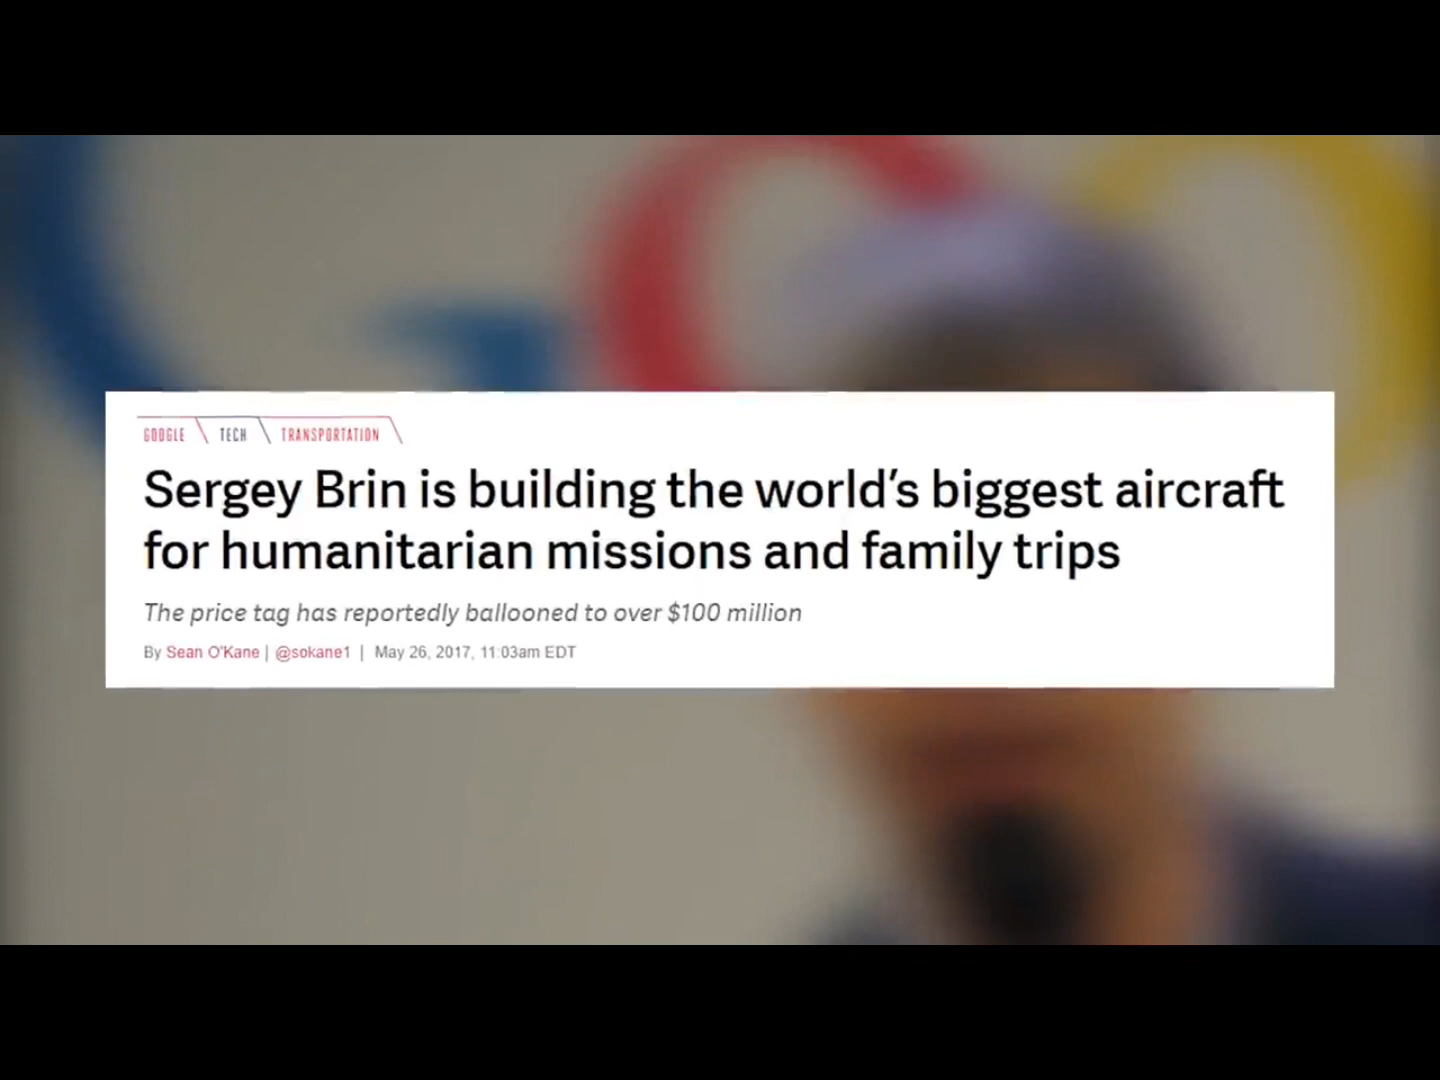 GOOGLE TECH TRANSPORTATION
Sergey Brin is building the world's biggest aircraft
for humanitarian missions and family trips
The price tag has reportedly ballooned to over $100 million
By Sean O'Kane | @sokane1 | May 26, 2017, 11:03am EDT